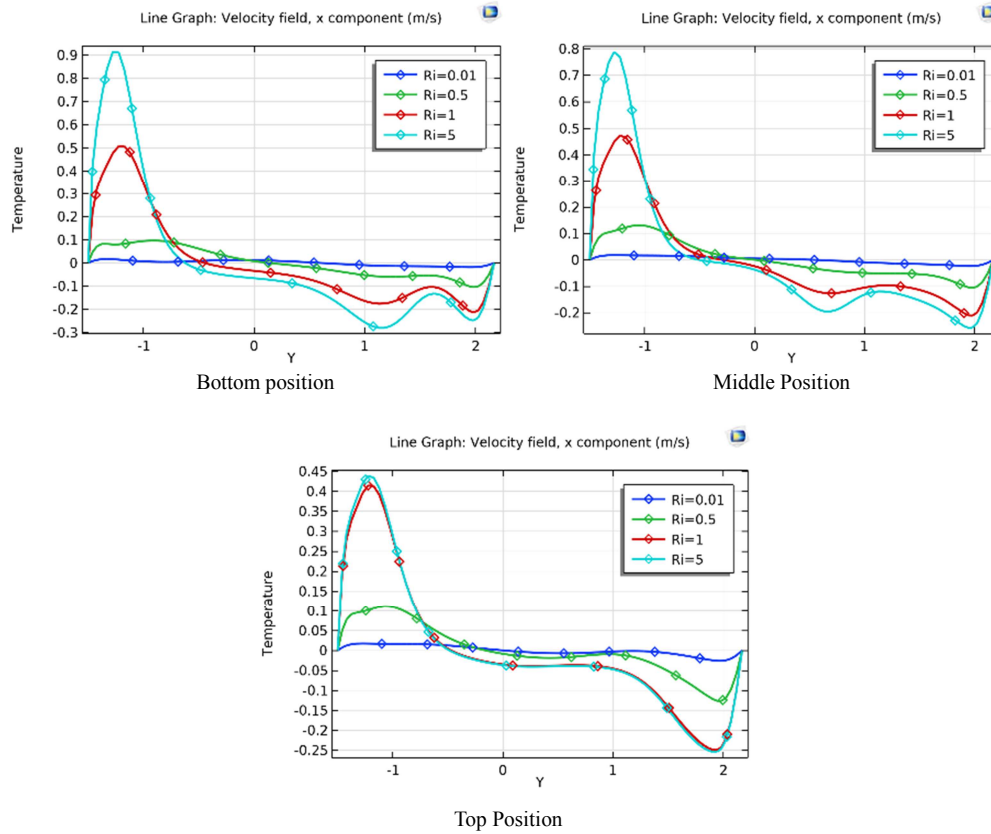 Line Graph: Velocity field, x component (m/s)
0.9
0.8
0.7
0.6
0.5
0.4
0.3
0.2
0.1
0
-0.1
-0.2
-0.3
Temperature
Ri=0.01
Ri=0.5
Ri=1
Ri=5
-1
0
1
2
Y
Bottom position
Line Graph: Velocity field, x component (m/s)
0.8
0.7
0.6
0.5
0.4
0.3
0.2
0.1
0
-0.1
-0.2
Temperature
Ri=0.01
Ri=0.5
Ri=1
Ri=5
-1
0
1
2
Y
Middle Position
Line Graph: Velocity field, x component (m/s)
0.45
0.4
0.35
0.3
0.25
0.2
0.15
0.1
0.05
0
-0.05
-0.1
-0.15
-0.2
-0.25
Temperature
Ri=0.01
Ri=0.5
Ri=1
Ri=5
-1
0
1
2
Y
Top Position